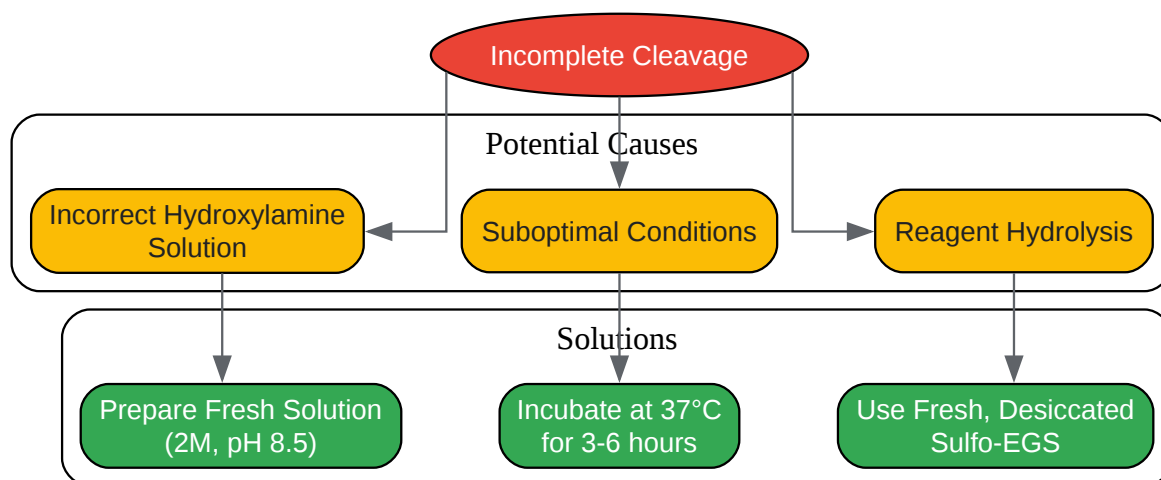 Incomplete Cleavage
Potential Causes
Incorrect Hydroxylamine
Solution
Suboptimal Conditions
Reagent Hydrolysis
Solutions
Prepare Fresh Solution
(2M, pH 8.5)
Incubate at 37°C
for 3-6 hours
Use Fresh, Desiccated
Sulfo-EGS